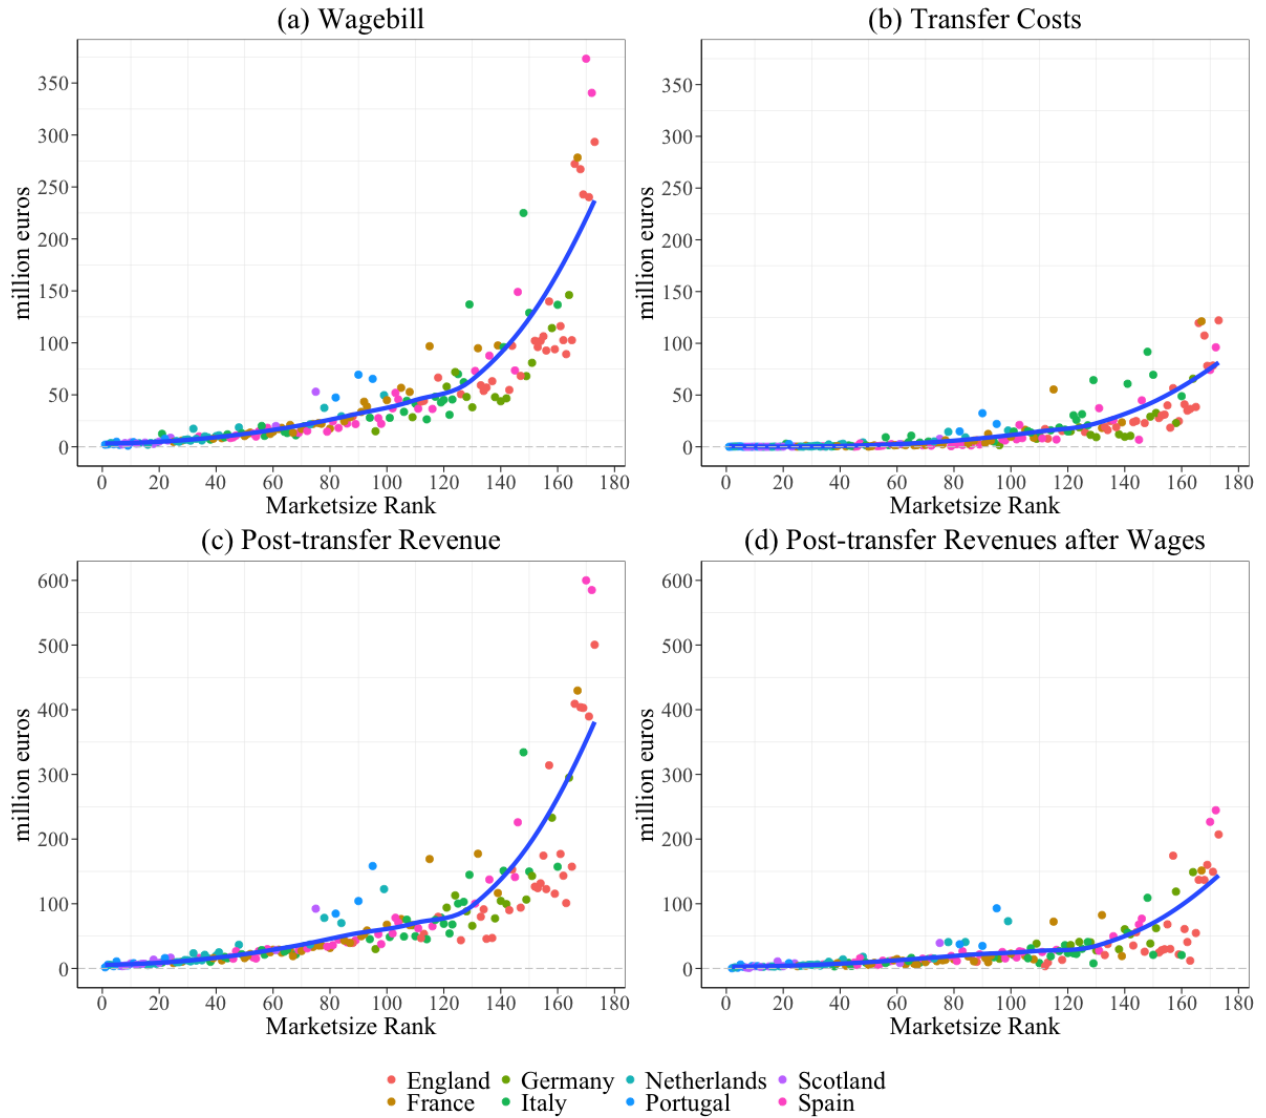 (a) Wagebill
(b) Transfer Costs
million euros
350
300
250
200
150
100
50
0
0 20 40 60 80 100 120 140 160 180
Marketsize Rank
million euros
350
300
250
200
150
100
50
0
0 20 40 60 80 100 120 140 160 180
Marketsize Rank
(c) Post-transfer Revenue
(d) Post-transfer Revenues after Wages
million euros
600
500
400
300
200
100
0
0 20 40 60 80 100 120 140 160 180
Marketsize Rank
million euros
600
500
400
300
200
100
0
0 20 40 60 80 100 120 140 160 180
Marketsize Rank
England Germany Netherlands Scotland
France Italy Portugal Spain